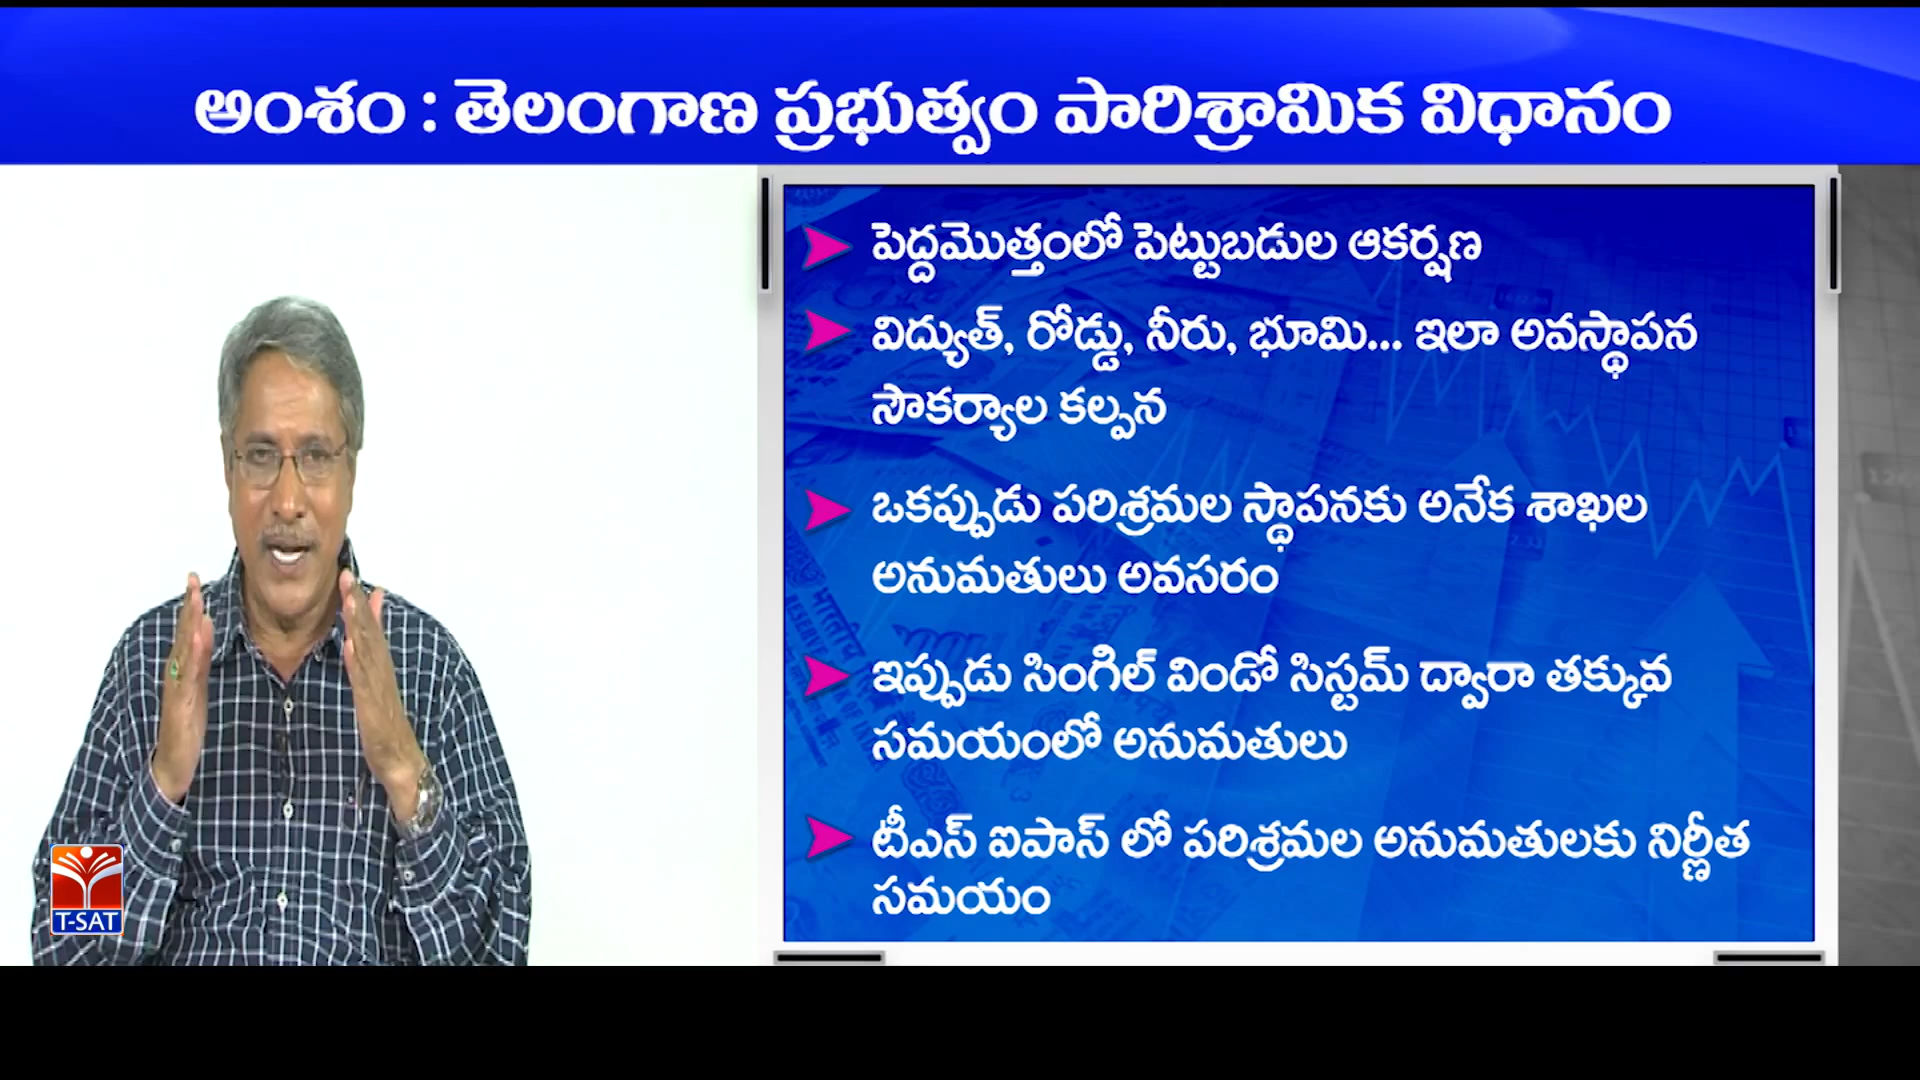 అంశం : తెలంగాణ ప్రభుత్వం పారిశ్రామిక విధానం
పెద్దమొత్తంలో పెట్టుబడుల ఆకర్షణ
విద్యుత్, రోడ్డు, నీరు, భూమి... ఇలా అవస్థాపన
సౌకర్యాల కల్పన
ఒకప్పుడు పరిశ్రమల స్థాపనకు అనేక శాఖల
అనుమతులు అవసరం
ఇప్పుడు సింగిల్ విండో సిస్టమ్ ద్వారా తక్కువ
సమయంలో అనుమతులు
టీఎస్ ఐపాస్ లో పరిశ్రమల అనుమతులకు నిర్ణీత
సమయం
T-SAT